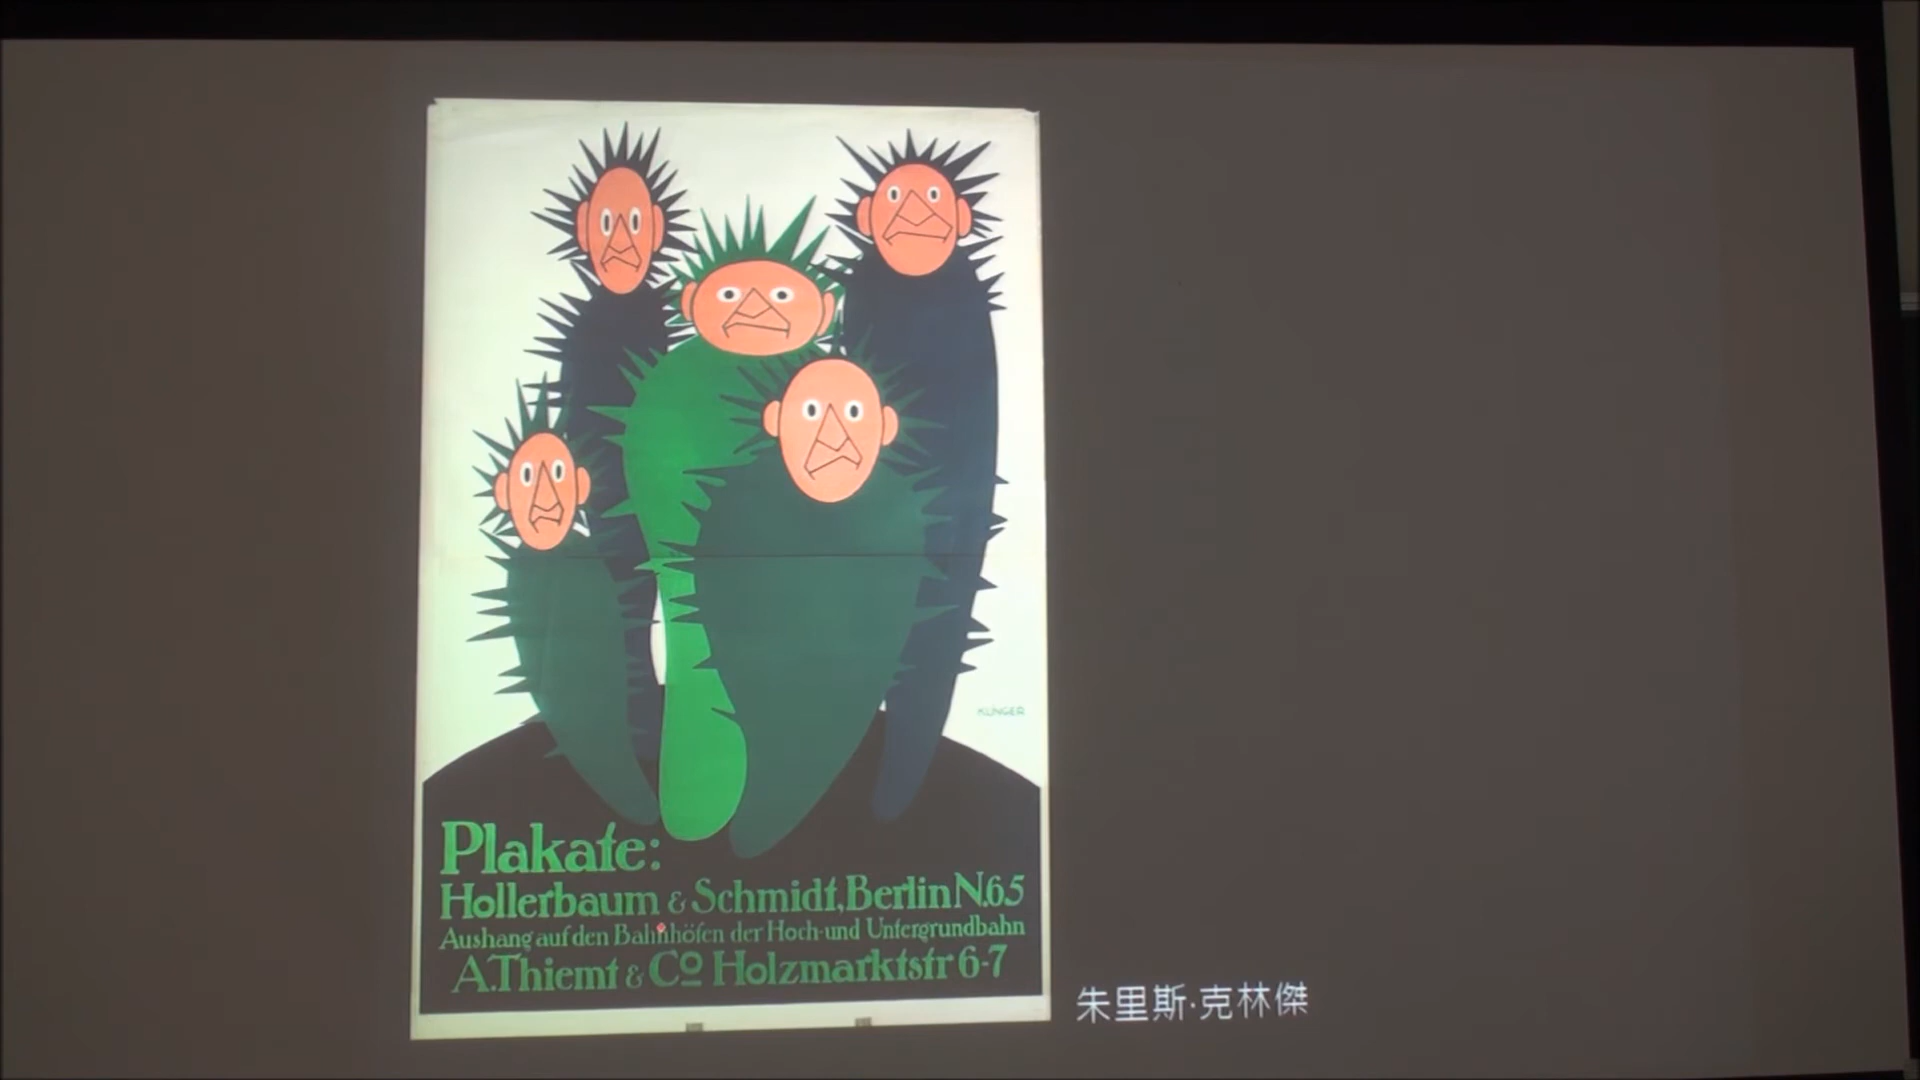 KLINGER
Plakate:
Hollerbaum & Schmidt, Berlin N.65
Aushang auf den Bahnhöfen der Hoch- und Untergrundbahn
A. Thiemt & Co Holzmarktstr 6-7
朱里斯·克林傑